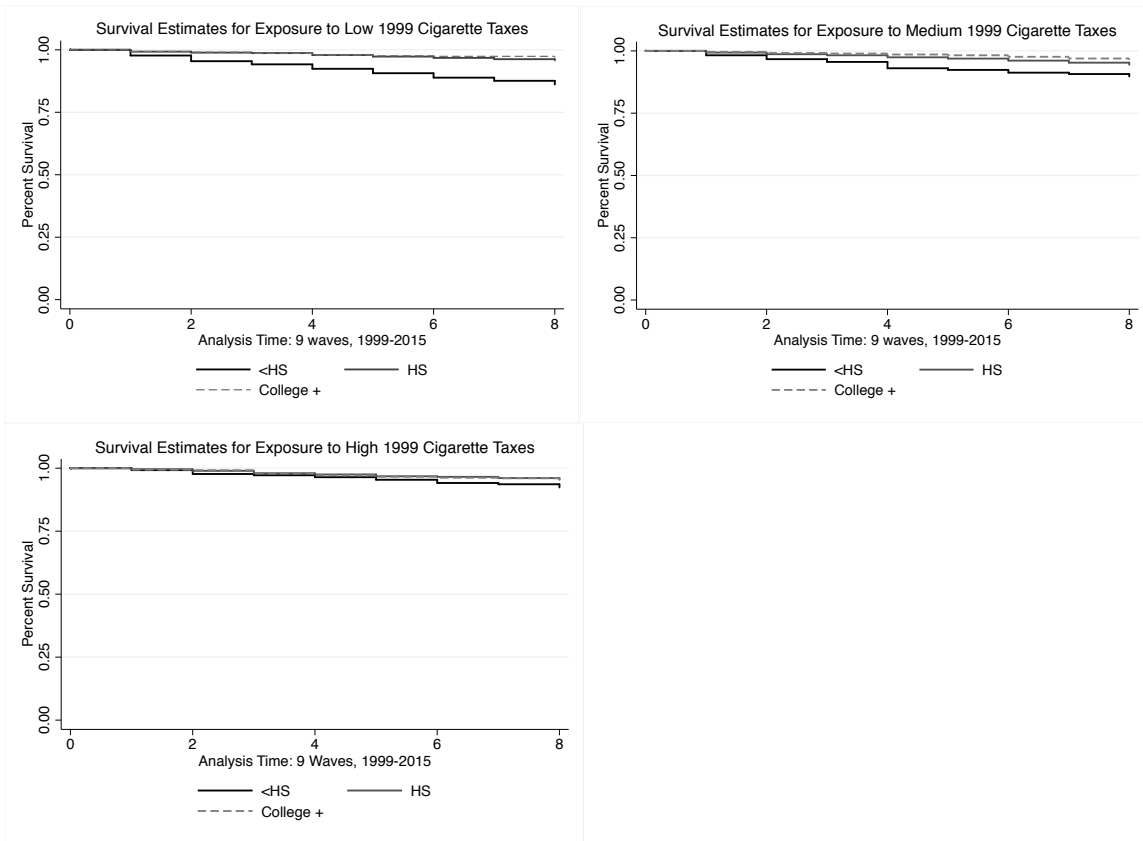 Survival Estimates for Exposure to Low 1999 Cigarette Taxes
Percent Survival
1.00
0.75
0.50
0.25
0.00
0 2 4 6 8
Analysis Time: 9 waves, 1999-2015
<HS HS
College +
Survival Estimates for Exposure to Medium 1999 Cigarette Taxes
Percent Survival
1.00
0.75
0.50
0.25
0.00
0 2 4 6 8
Analysis Time: 9 waves, 1999-2015
<HS HS
College +
Survival Estimates for Exposure to High 1999 Cigarette Taxes
Percent Survival
1.00
0.75
0.50
0.25
0.00
0 2 4 6 8
Analysis Time: 9 Waves, 1999-2015
<HS HS
College +